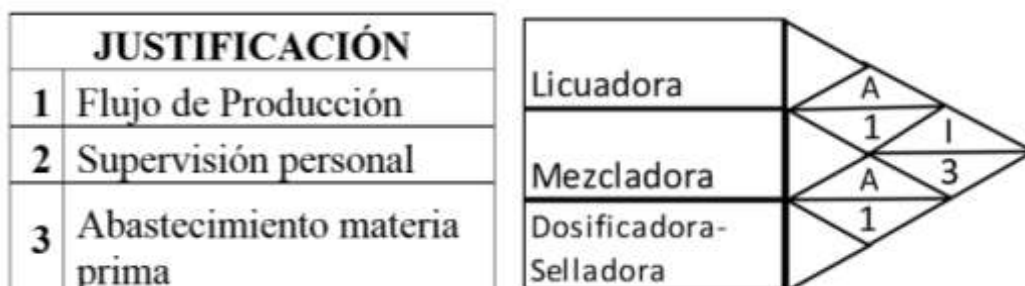 JUSTIFICACIÓN
1 Flujo de Producción
2 Supervisión personal
3 Abastecimiento materia
prima
Licuadora
A
1
I
Mezcladora
3
A
Dosificadora-
1
Selladora